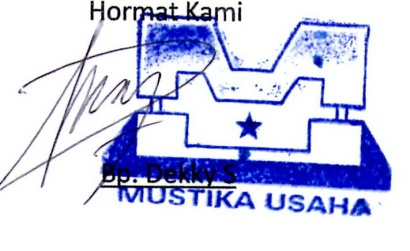 Hormat Kami
Bp. Dekky S
MUSTIKA USAHA